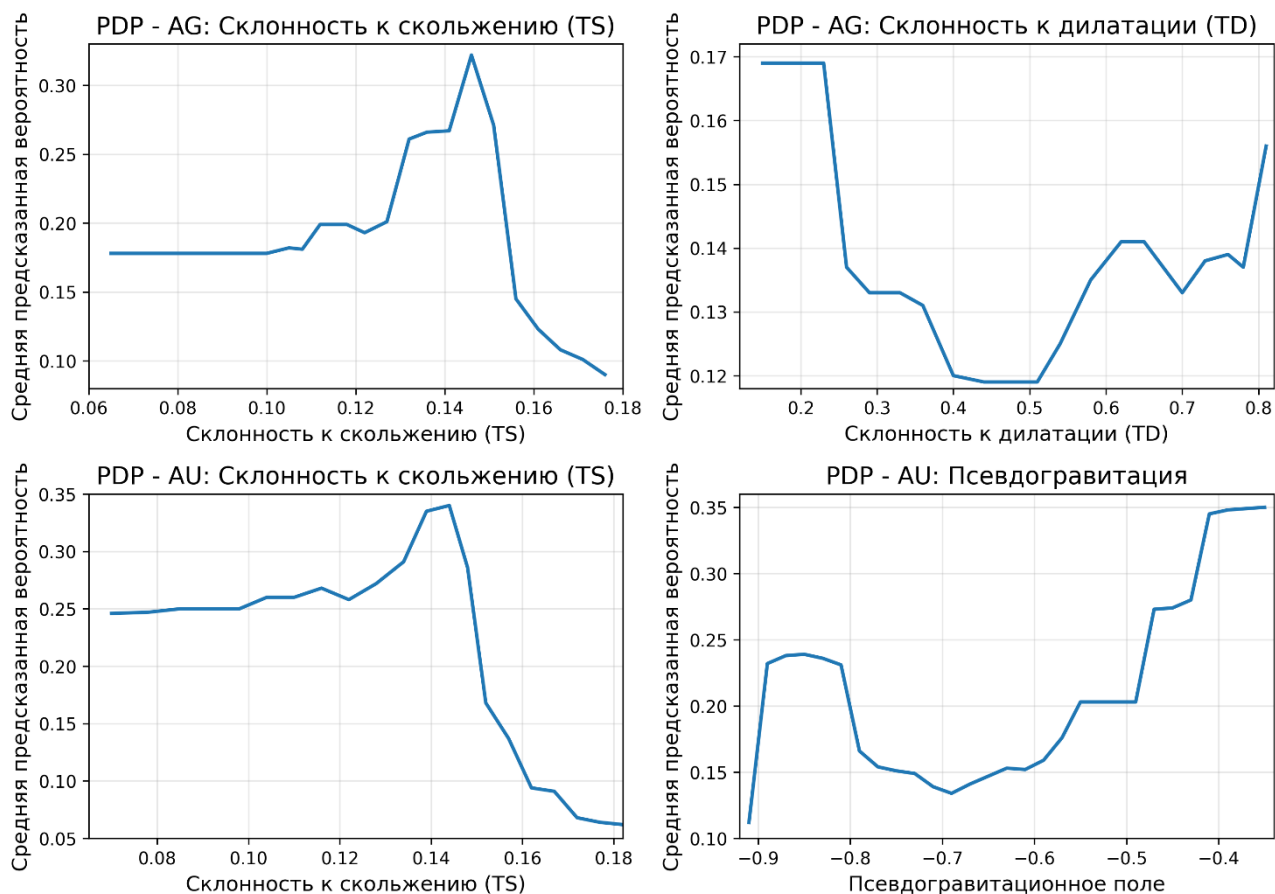 PDP - AG: Склонность к скольжению (TS)
Средняя предсказанная вероятность
0.30
0.25
0.20
0.15
0.10
0.06 0.08 0.10 0.12 0.14 0.16 0.18
Склонность к скольжению (TS)
PDP - AG: Склонность к дилатации (TD)
Средняя предсказанная вероятность
0.17
0.16
0.15
0.14
0.13
0.12
0.2 0.3 0.4 0.5 0.6 0.7 0.8
Склонность к дилатации (TD)
PDP - AU: Склонность к скольжению (TS)
Средняя предсказанная вероятность
0.35
0.30
0.25
0.20
0.15
0.10
0.05
0.08 0.10 0.12 0.14 0.16 0.18
Склонность к скольжению (TS)
PDP - AU: Псевдогравитация
Средняя предсказанная вероятность
0.35
0.30
0.25
0.20
0.15
0.10
−0.9 −0.8 −0.7 −0.6 −0.5 −0.4
Псевдогравитационное поле